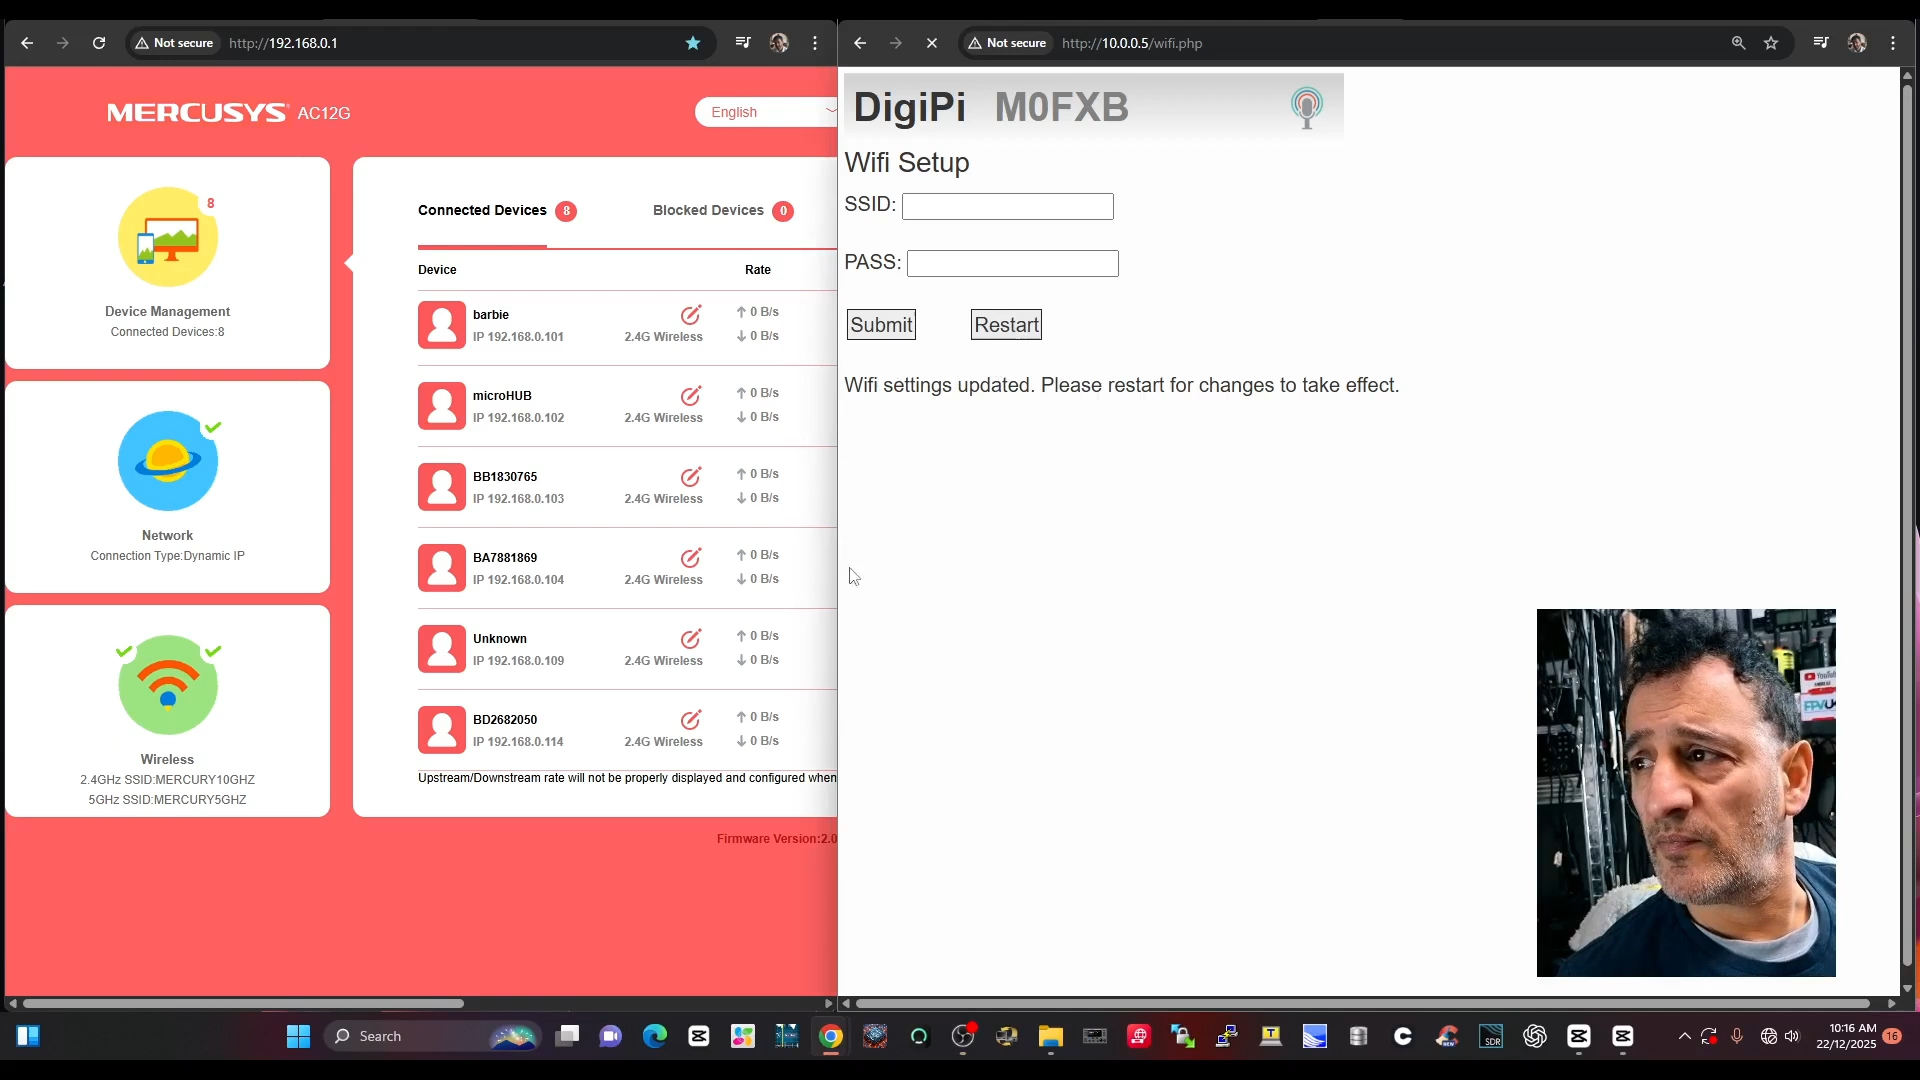 Not secure
http://192.168.0.1
MERCUSYS AC12G
English
8
Device Management
Connected Devices:8
Network
Connection Type:Dynamic IP
Wireless
2.4GHz SSID:MERCURY10GHZ
5GHz SSID:MERCURY5GHZ
Connected Devices 8
Blocked Devices 0
Device
Rate
barbie
0 B/s
IP 192.168.0.101
2.4G Wireless
0 B/s
microHUB
0 B/s
IP 192.168.0.102
2.4G Wireless
0 B/s
BB1830765
0 B/s
IP 192.168.0.103
2.4G Wireless
0 B/s
BA7881869
0 B/s
IP 192.168.0.104
2.4G Wireless
0 B/s
Unknown
0 B/s
IP 192.168.0.109
2.4G Wireless
0 B/s
BD2682050
0 B/s
IP 192.168.0.114
2.4G Wireless
0 B/s
Upstream/Downstream rate will not be properly displayed and configured when
Firmware Version:2.0
Not secure
http://10.0.0.5/wifi.php
DigiPi M0FXB
Wifi Setup
SSID:
PASS:
Submit
Restart
Wifi settings updated. Please restart for changes to take effect.
YouTu
FPVU
Search
NEW
T
SDR
10:16 AM
22/12/2025
16